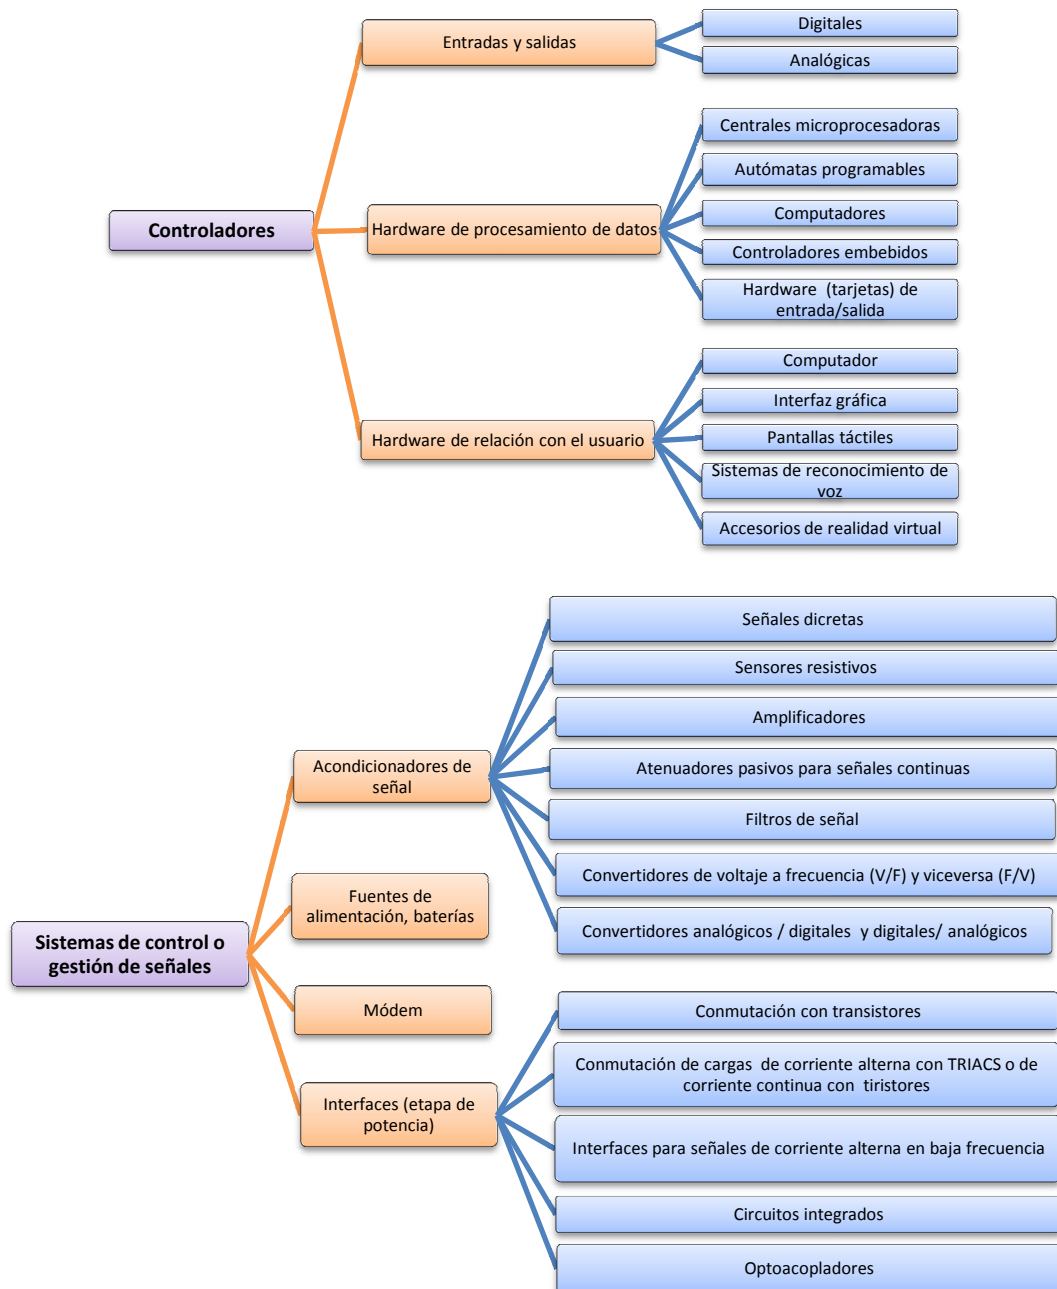 Controladores
Entradas y salidas
Digitales
Analógicas
Hardware de procesamiento de datos
Centrales microprocesadoras
Autómatas programables
Computadores
Controladores embebidos
Hardware (tarjetas) de
entrada/salida
Hardware de relación con el usuario
Computador
Interfaz gráfica
Pantallas táctiles
Sistemas de reconocimiento de
voz
Accesorios de realidad virtual
Sistemas de control o
gestión de señales
Acondicionadores de
señal
Señales dicretas
Sensores resistivos
Amplificadores
Atenuadores pasivos para señales continuas
Filtros de señal
Convertidores de voltaje a frecuencia (V/F) y viceversa (F/V)
Convertidores analógicos / digitales y digitales/ analógicos
Fuentes de
alimentación, baterías
Módem
Interfaces (etapa de
potencia)
Conmutación con transistores
Conmutación de cargas de corriente alterna con TRIACS o de
corriente continua con tiristores
Interfaces para señales de corriente alterna en baja frecuencia
Circuitos integrados
Optoacopladores